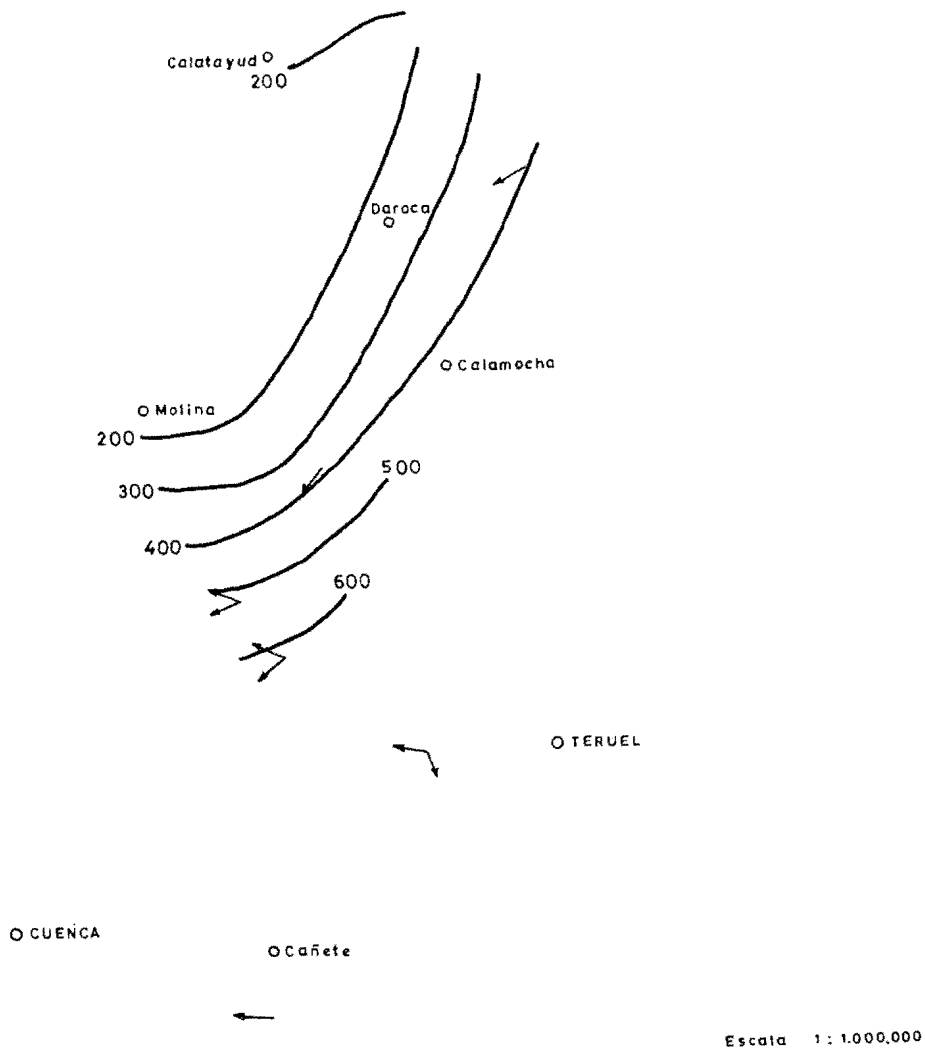 Calatayud
200
Daroca
Calamocha
Molina
200
500
300
400
600
TERUEL
CUENCA
Cañete
Escala 1 : 1.000,000